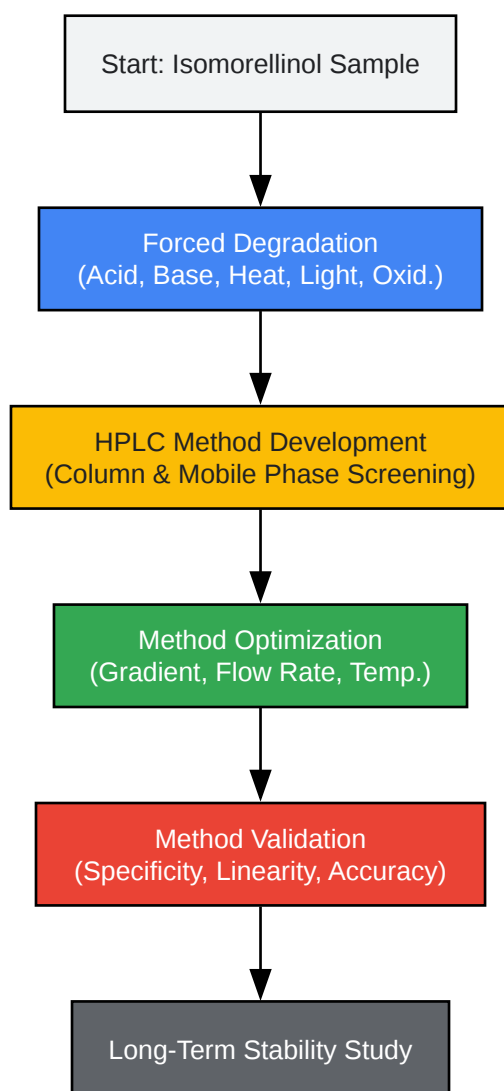 Start: Isomorellinol Sample
Forced Degradation
(Acid, Base, Heat, Light, Oxid.)
HPLC Method Development
(Column & Mobile Phase Screening)
Method Optimization
(Gradient, Flow Rate, Temp.)
Method Validation
(Specificity, Linearity, Accuracy)
Long-Term Stability Study